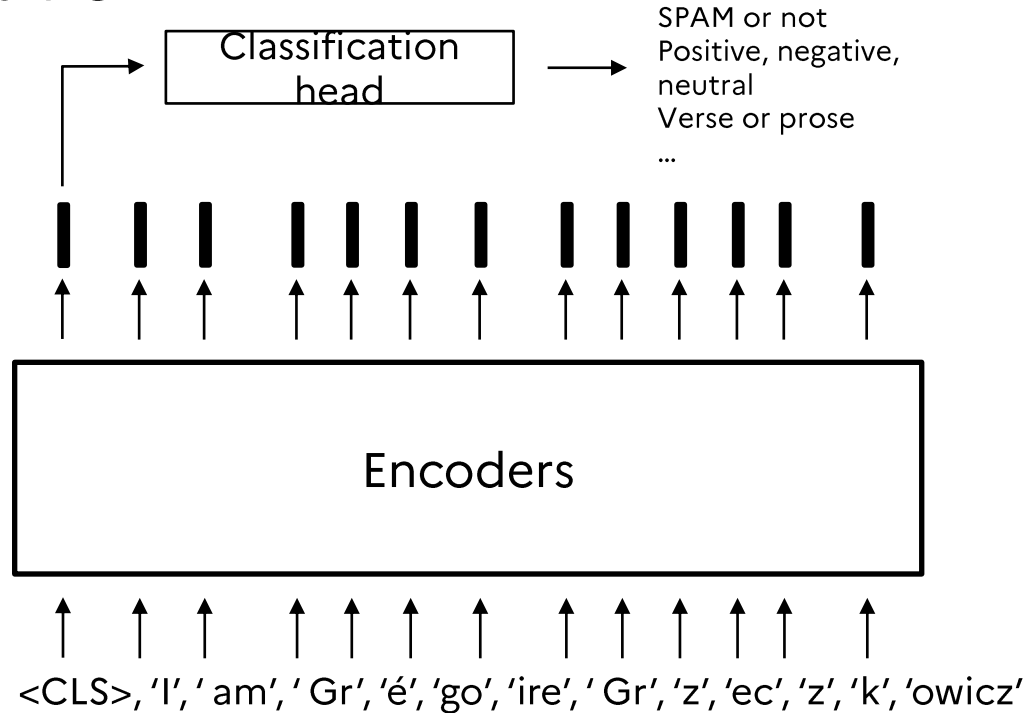 SPAM or not
Positive, negative,
neutral
Verse or prose
...
Classification
head
Encoders
<CLS>, ‘I’, ‘ am’, ‘ Gr’, ‘é’, ‘go’, ‘ire’, ‘ Gr’, ‘z’, ‘ec’, ‘z’, ‘k’, ‘owicz’